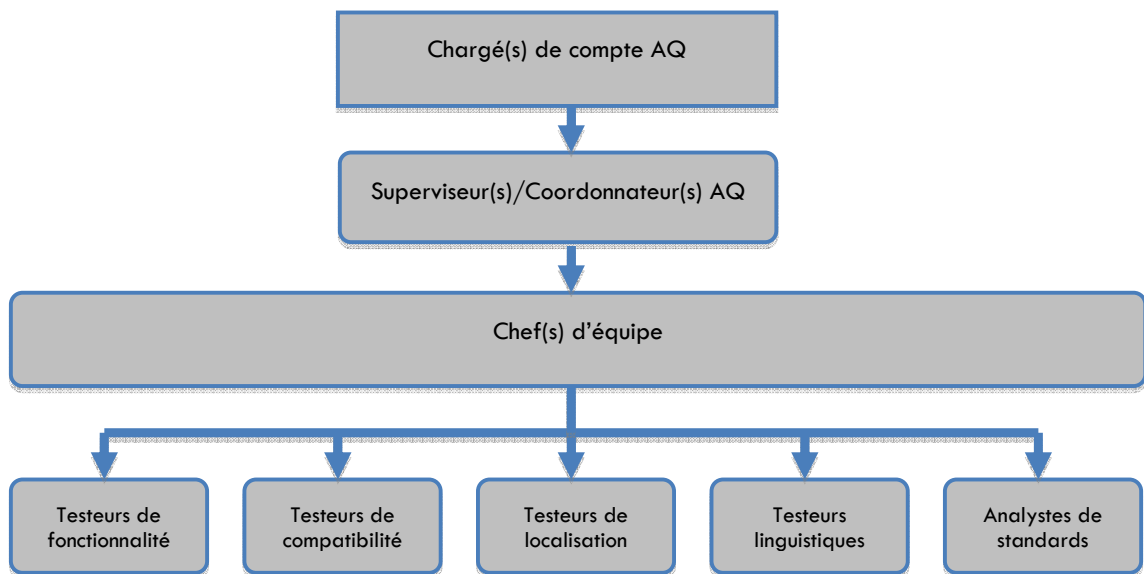 Chargé(s) de compte AQ
Superviseur(s)/Coordonnateur(s) AQ
Chef(s) d’équipe
Testeurs de
fonctionnalité
Testeurs de
compatibilité
Testeurs de
localisation
Testeurs
linguistiques
Analystes de
standards